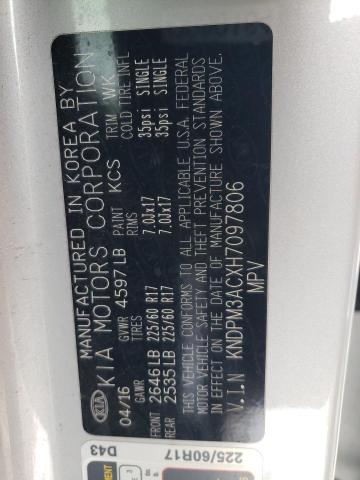 MANUFACTURED IN KOREA BY
KIA KIA MOTORS CORPORATION
04/16 GVWR 4597 LB PAINT KCS TRIM WK
GAWR TIRES RIMS COLD TIRE INFL
FRONT 2646 LB 225/60 R17 7.0Jx17 35psi SINGLE
REAR 2535 LB 225/60 R17 7.0Jx17 35psi SINGLE
THIS VEHICLE CONFORMS TO ALL APPLICABLE U.S.A. FEDERAL
MOTOR VEHICLE SAFETY AND THEFT PREVENTION STANDARDS
IN EFFECT ON THE DATE OF MANUFACTURE SHOWN ABOVE.
V.I.N KNDPM3ACXH7097806
MPV
D43 225/60R17